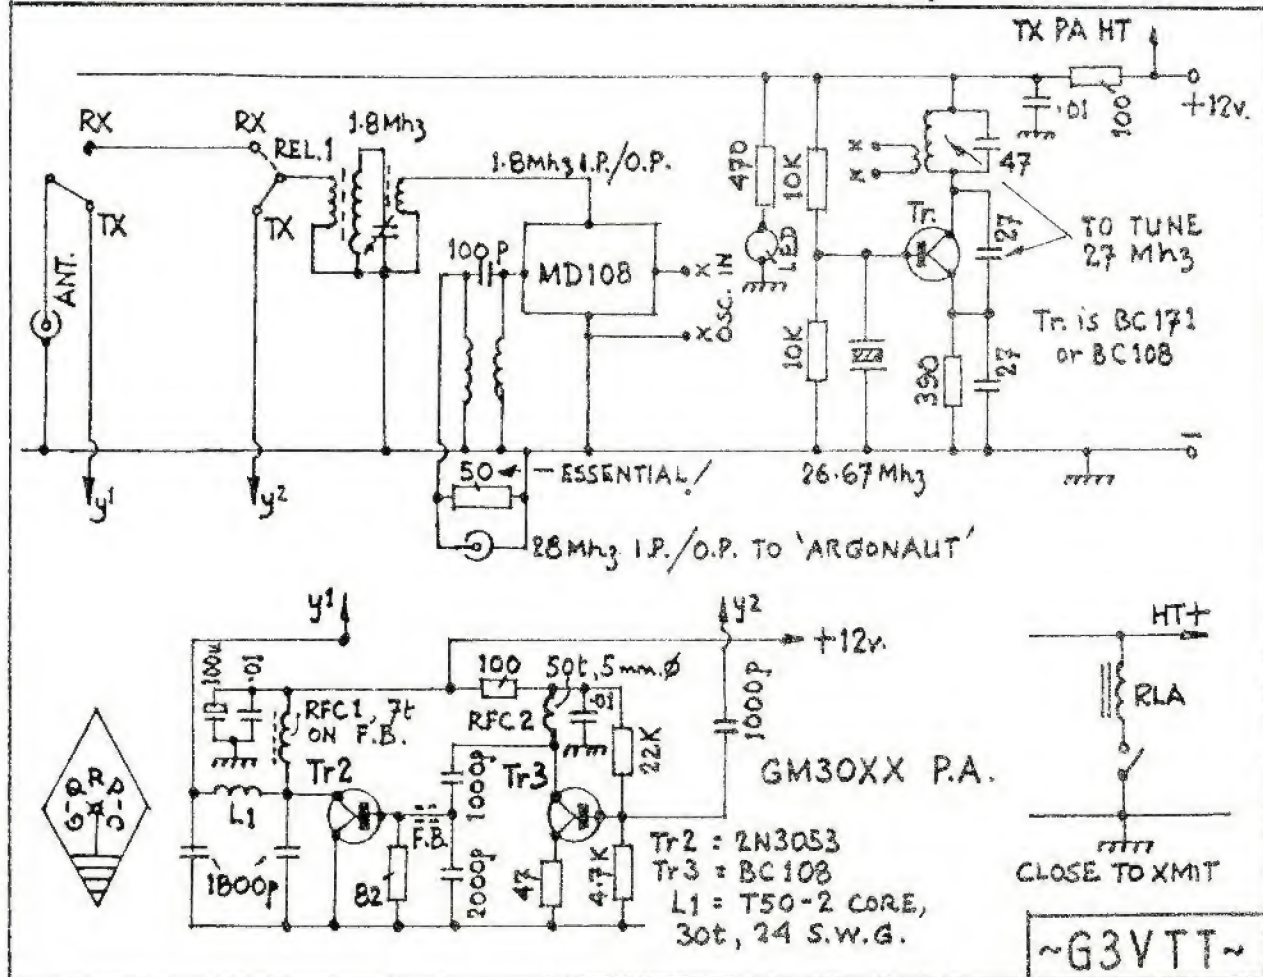 TX PA HT
+12v.
100
.01
RX
RX
REL.1
1.8Mhz
1.8Mhz I.P./O.P.
470
10K
x
x
47
TX
TX
ANT.
100p
MD108
x
OSC. IN
x
LED
Tr.
27
TO TUNE
27 Mhz
Tr. is BC171
or BC108
10K
390
27
y1
y2
50
-ESSENTIAL!
26.67Mhz
28Mhz I.P./O.P. TO 'ARGONAUT'
y1
y2
HT+
+12v.
100u
.01
RFC1, 7t
ON F.B.
100
50t, 5mm.ø
RFC2
.01
22K
1000p
RLA
GM3OXX P.A.
Tr2
1000p
Tr3
L1
F.B.
1800p
82
2000p
47
4.7K
Tr2 = 2N3053
Tr3 = BC108
L1 = T50-2 CORE,
30t, 24 S.W.G.
CLOSE TO XMIT
G-QRP-C
~G3VTT~